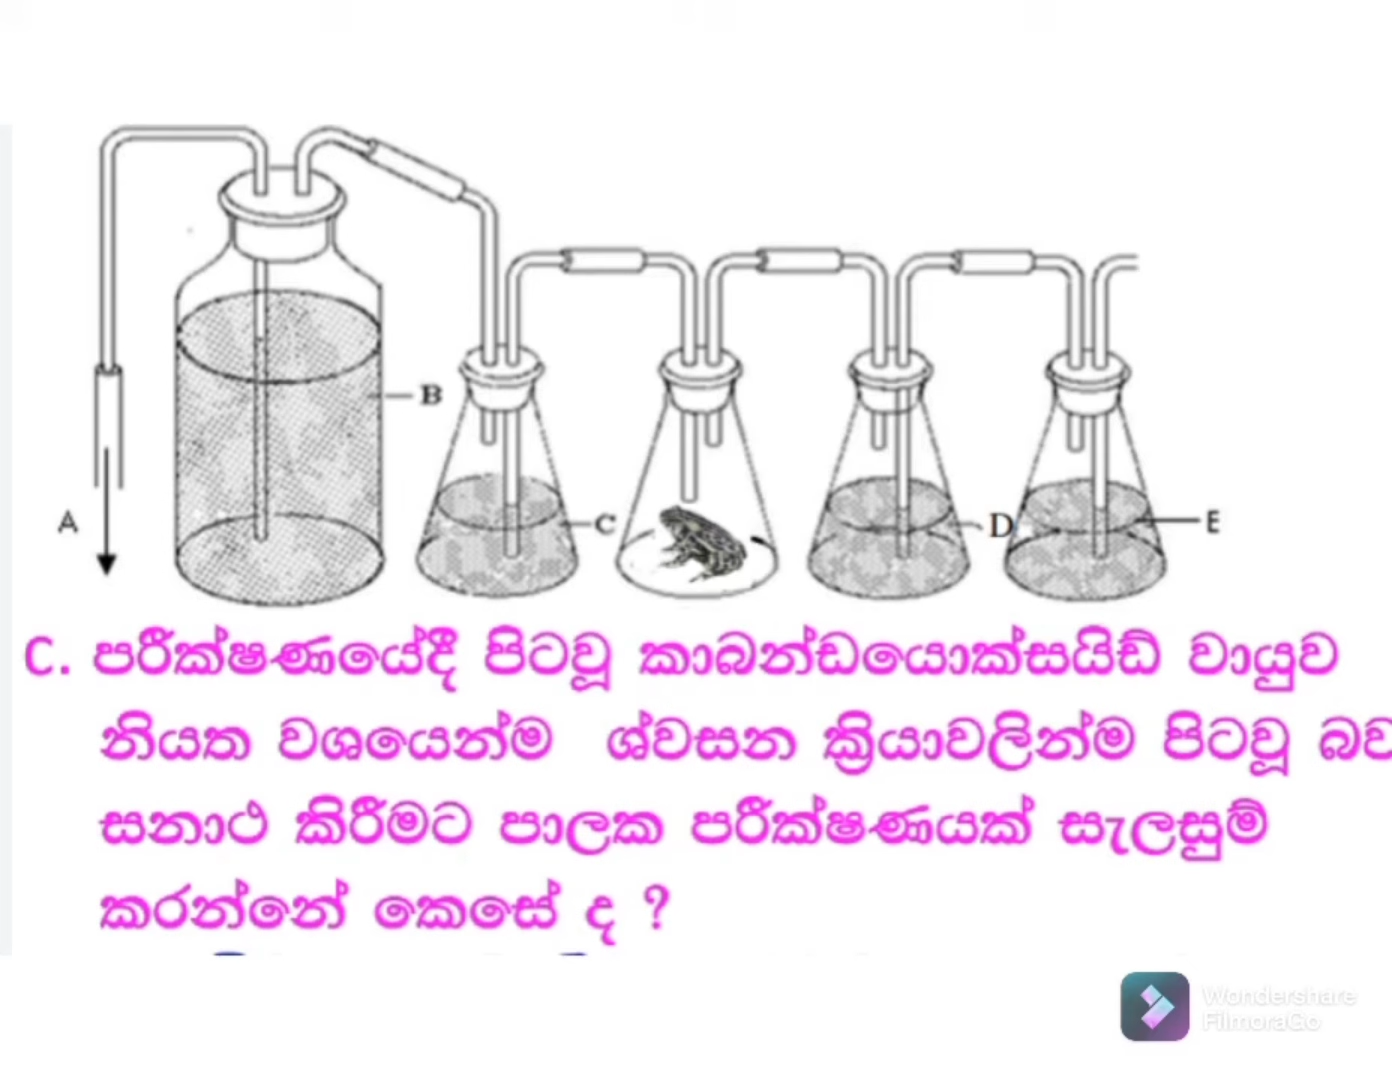 B
A
C
D
E
C. පරීක්ෂණයේදී පිටවූ කාබන්ඩයොක්සයිඩ් වායුව
නියත වශයෙන්ම ශ්වසන ක්‍රියාවලින්ම පිටවූ බව
සනාථ කිරීමට පාලක පරීක්ෂණයක් සැලසුම්
කරන්නේ කෙසේ ද ?
Wondershare
FilmoraGo